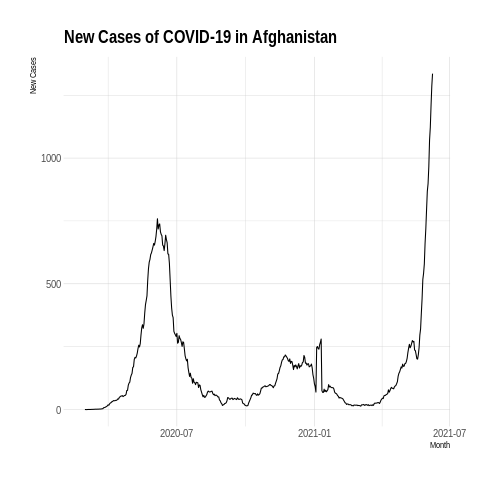 New Cases of COVID-19 in Afghanistan
New Cases
1000
500
0
2020-07
2021-01
2021-07
Month